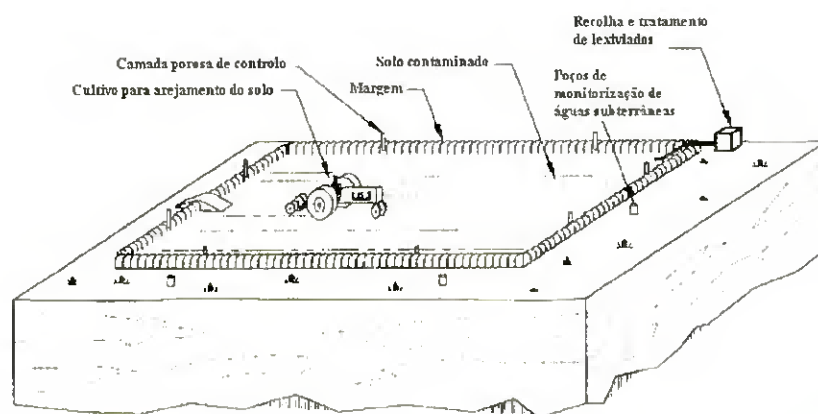 Recolha e tratamento
de lexiviados
Camada porosa de controlo
Solo contaminado
Poços de
monitorização de
águas subterrâneas
Cultivo para arejamento do solo
Margem